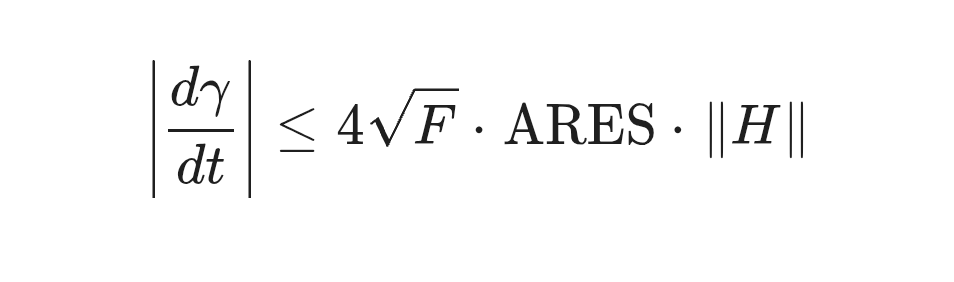 |dγ/dt| ≤ 4√F · ARES · ‖H‖